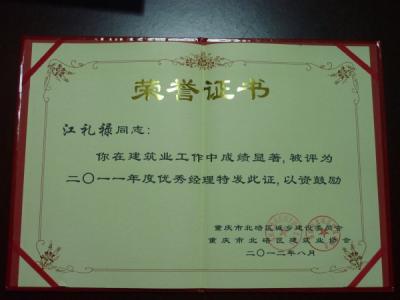 荣誉证书
江礼禄同志：
你在建筑业工作中成绩显著,被评为
二〇一一年度优秀经理特发此证,以资鼓励
重庆市北碚区城乡建设委员会
重庆市北碚区建筑业协会
二〇一二年八月